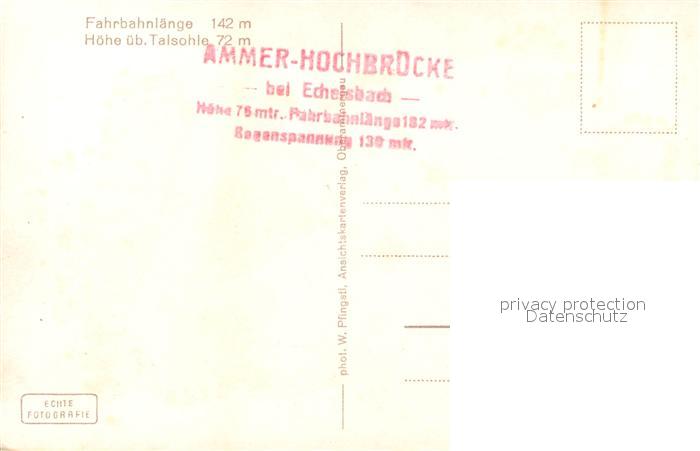 Fahrbahnlänge 142 m
Höhe üb. Talsohle 72 m
AMMER-HOCHBRÜCKE
— bei Echelsbach —
Höhe 76 mtr. Fahrbahnlänge 182 mtr.
Bogenspannung 130 mtr.
phot. W. Pfingstl, Ansichtskartenverlag, Oberammergau
privacy protection
Datenschutz
ECHTE
FOTOGRAFIE